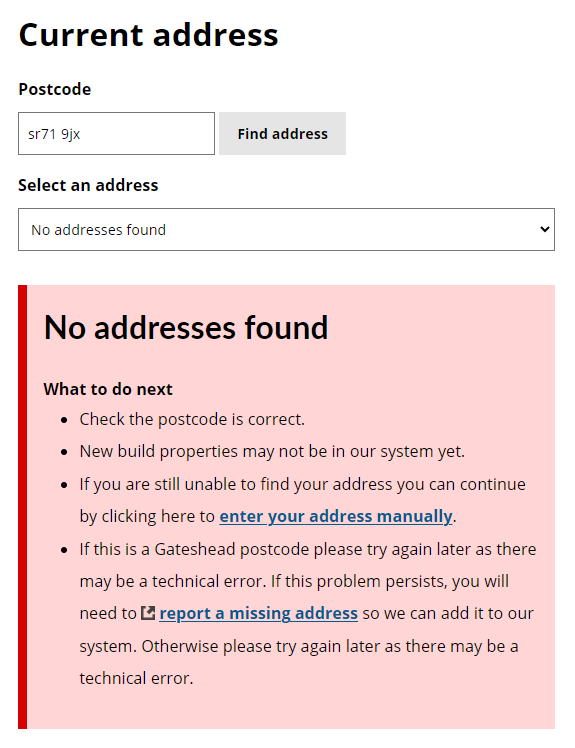 Current address
Postcode
sr71 9jx
Find address
Select an address
No addresses found
No addresses found
What to do next
Check the postcode is correct.
New build properties may not be in our system yet.
If you are still unable to find your address you can continue
by clicking here to enter your address manually.
If this is a Gateshead postcode please try again later as there
may be a technical error. If this problem persists, you will
need to report a missing address so we can add it to our
system. Otherwise please try again later as there may be a
technical error.